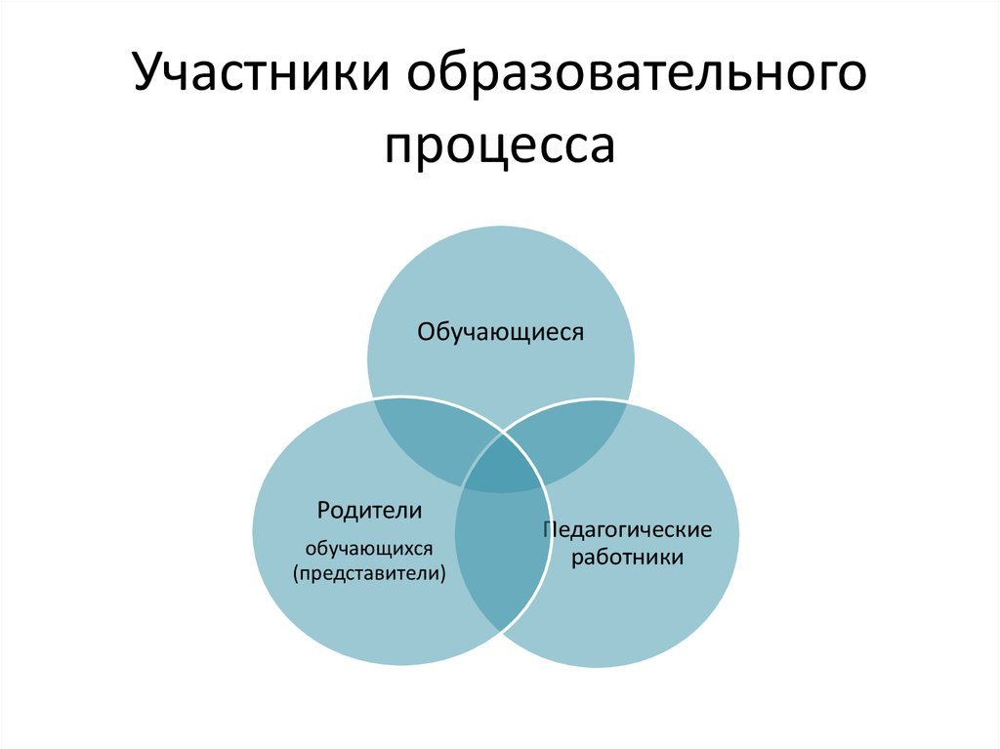 Участники образовательного
процесса
Обучающиеся
Родители
обучающихся
(представители)
Педагогические
работники